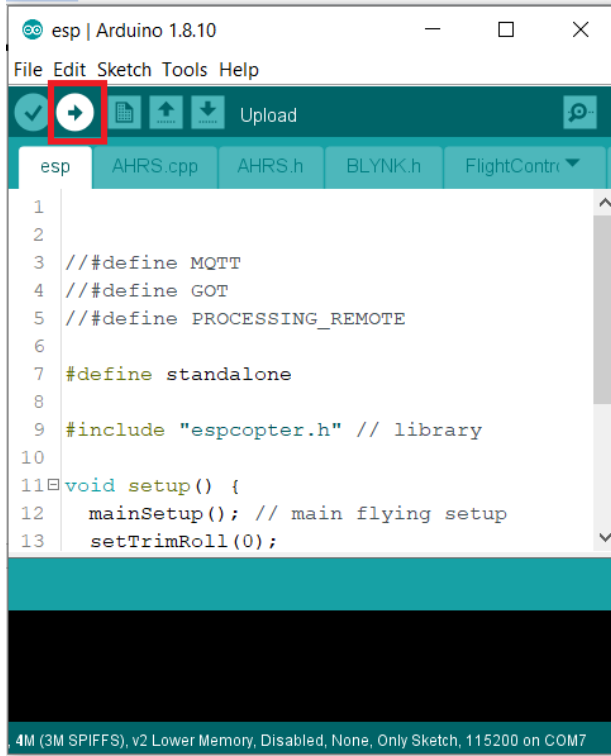 esp | Arduino 1.8.10
File Edit Sketch Tools Help
Upload
esp AHRS.cpp AHRS.h BLYNK.h FlightContr
1
2
3 //#define MQTT
4 //#define GOT
5 //#define PROCESSING_REMOTE
6
7 #define standalone
8
9 #include "espcopter.h" // library
10
11 void setup() {
12 mainSetup(); // main flying setup
13 setTrimRoll(0);
, 4M (3M SPIFFS), v2 Lower Memory, Disabled, None, Only Sketch, 115200 on COM7